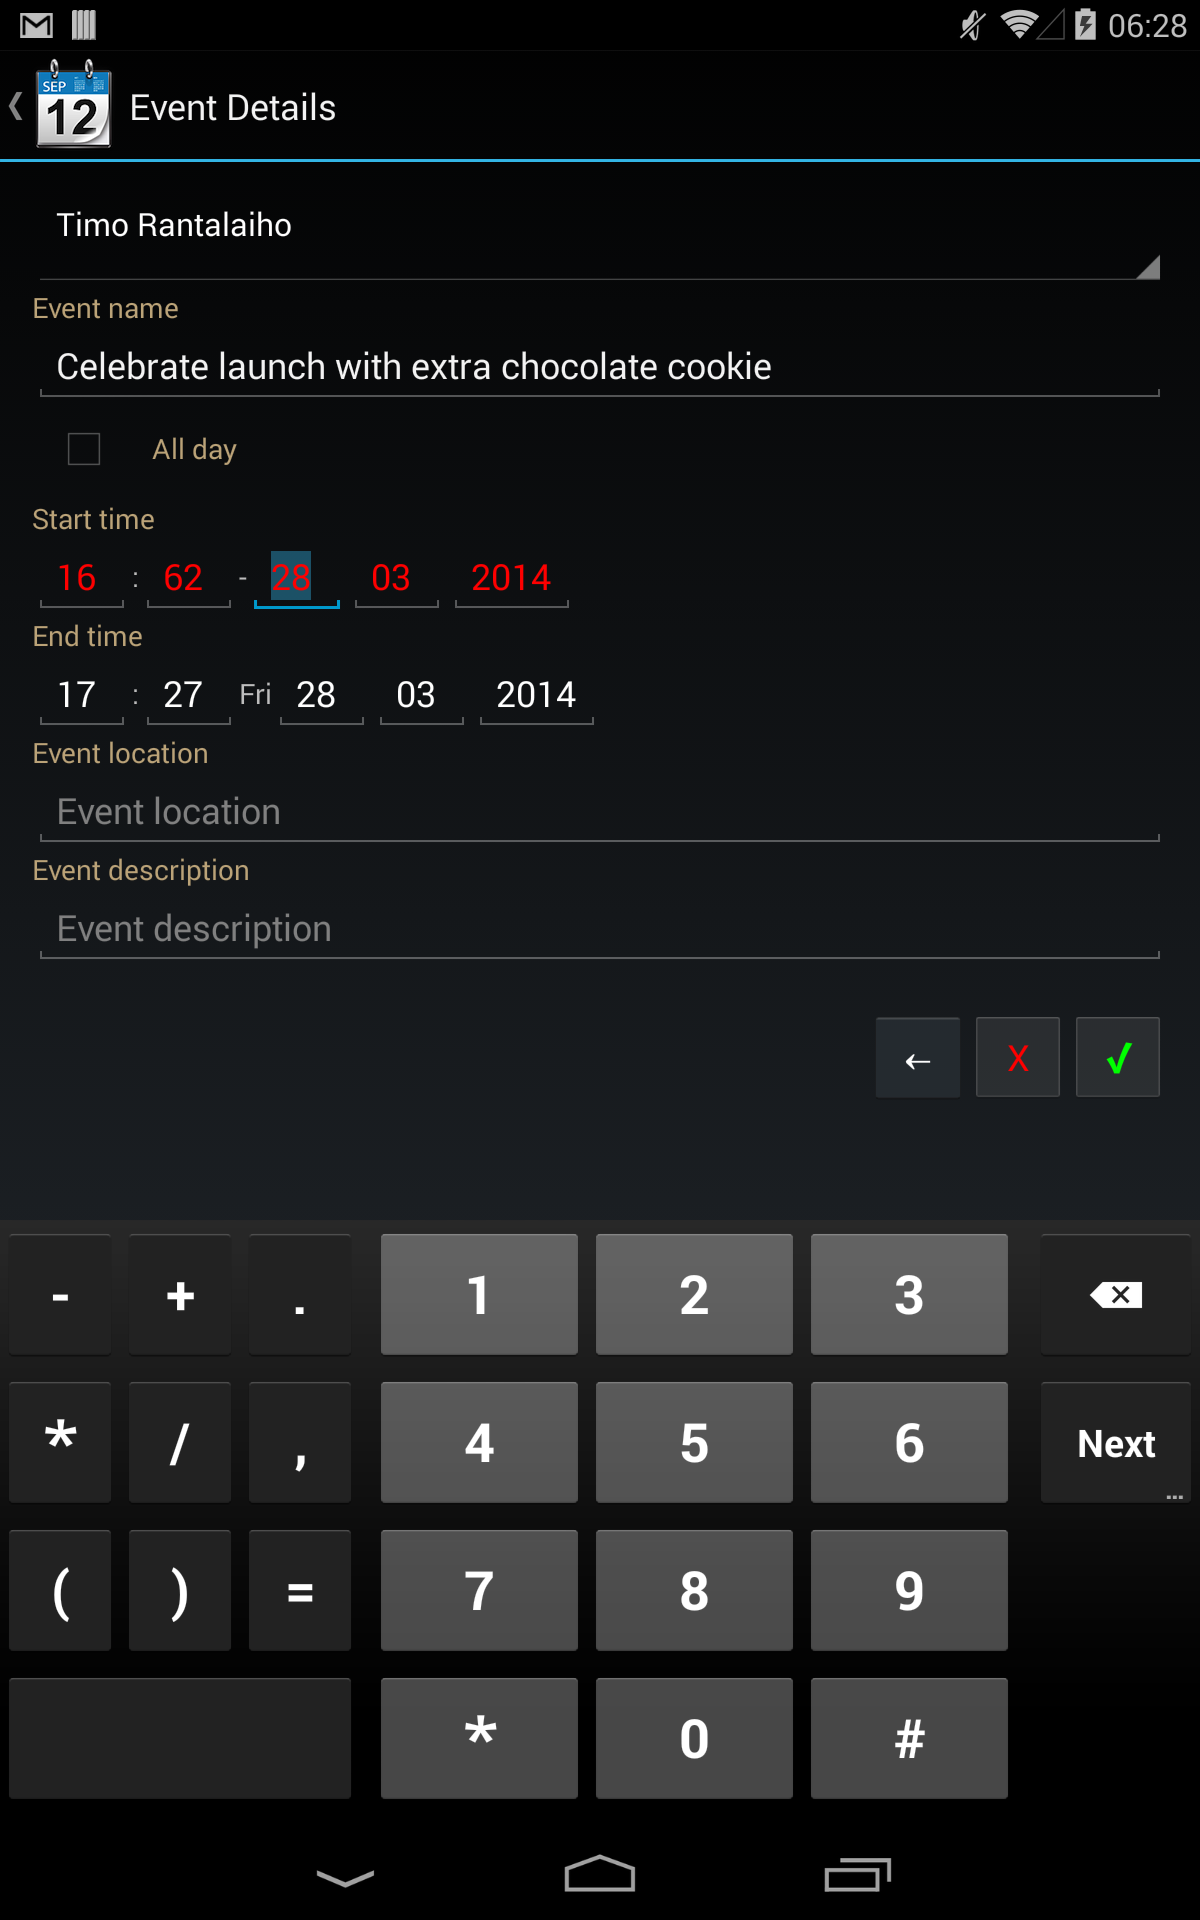 06:28
SEP
12
Event Details
Timo Rantalaiho
Event name
Celebrate launch with extra chocolate cookie
All day
Start time
16 : 62 - 28 03 2014
End time
17 : 27 Fri 28 03 2014
Event location
Event location
Event description
Event description
← X √
- + . 1 2 3
* / , 4 5 6 Next ...
( ) = 7 8 9
* 0 #